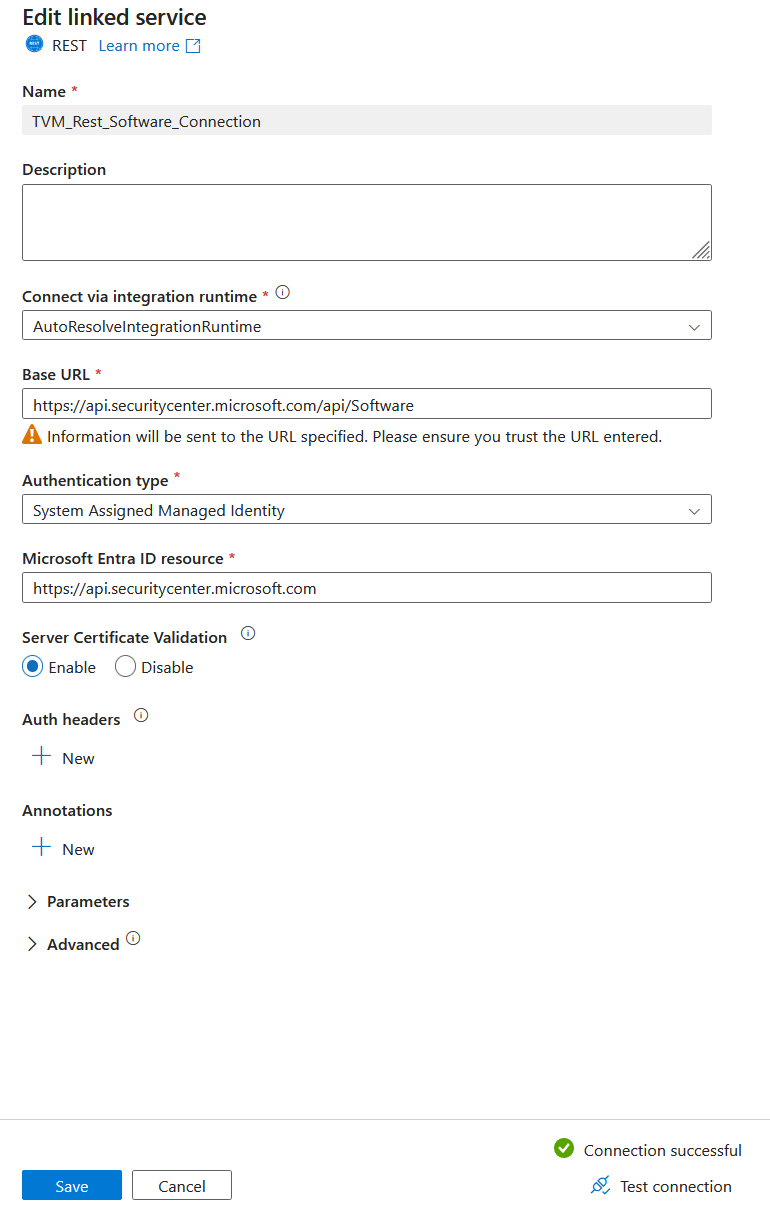 Edit linked service
REST Learn more
Name *
TVM_Rest_Software_Connection
Description
Connect via integration runtime *
AutoResolveIntegrationRuntime
Base URL *
https://api.securitycenter.microsoft.com/api/Software
Information will be sent to the URL specified. Please ensure you trust the URL entered.
Authentication type *
System Assigned Managed Identity
Microsoft Entra ID resource *
https://api.securitycenter.microsoft.com
Server Certificate Validation
Enable Disable
Auth headers
New
Annotations
New
Parameters
Advanced
Connection successful
Save Cancel Test connection